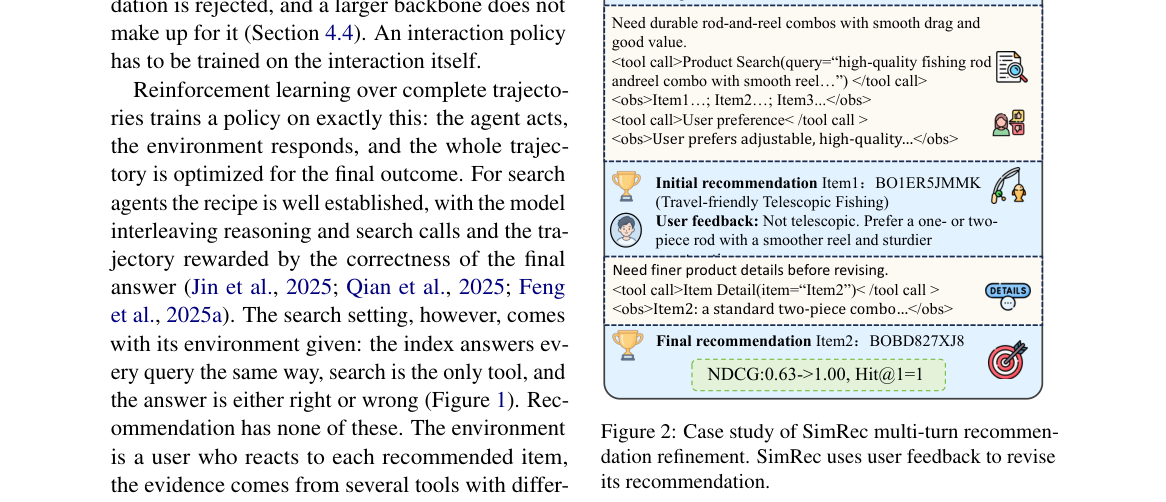 dation is rejected, and a larger backbone does not
make up for it (Section 4.4). An interaction policy
has to be trained on the interaction itself.
Reinforcement learning over complete trajecto-
ries trains a policy on exactly this: the agent acts,
the environment responds, and the whole trajec-
tory is optimized for the final outcome. For search
agents the recipe is well established, with the model
interleaving reasoning and search calls and the tra-
jectory rewarded by the correctness of the final
answer (Jin et al., 2025; Qian et al., 2025; Feng
et al., 2025a). The search setting, however, comes
with its environment given: the index answers ev-
ery query the same way, search is the only tool, and
the answer is either right or wrong (Figure 1). Rec-
ommendation has none of these. The environment
is a user who reacts to each recommended item,
the evidence comes from several tools with differ-
Need durable rod-and-reel combos with smooth drag and
good value.
<tool call>Product Search(query=“high-quality fishing rod
andreel combo with smooth reel…”) </tool call>
<obs>Item1…; Item2…; Item3...</obs>
<tool call>User preference< /tool call >
<obs>User prefers adjustable, high-quality...</obs>
Initial recommendation Item1: BO1ER5JMMK
(Travel-friendly Telescopic Fishing)
User feedback: Not telescopic. Prefer a one- or two-
piece rod with a smoother reel and sturdier
Need finer product details before revising.
<tool call>Item Detail(item=“Item2”)< /tool call >
DETAILS
<obs>Item2: a standard two-piece combo...</obs>
Final recommendation Item2: BOBD827XJ8
NDCG:0.63->1.00, Hit@1=1
Figure 2: Case study of SimRec multi-turn recommen-
dation refinement. SimRec uses user feedback to revise
its recommendation.